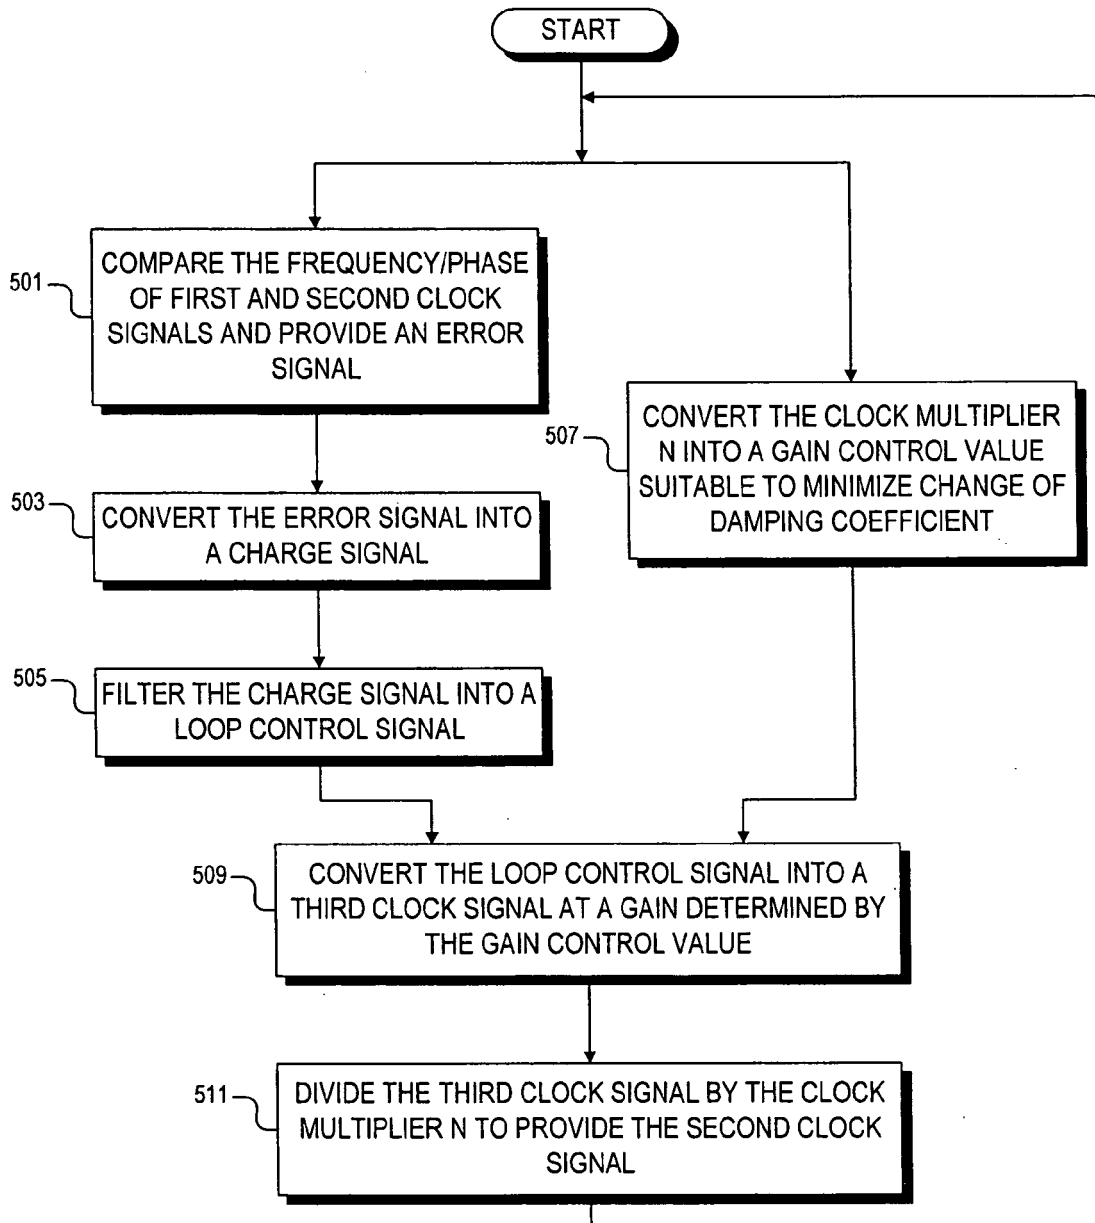 START
501
COMPARE THE FREQUENCY/PHASE
OF FIRST AND SECOND CLOCK
SIGNALS AND PROVIDE AN ERROR
SIGNAL
507
CONVERT THE CLOCK MULTIPLIER
N INTO A GAIN CONTROL VALUE
SUITABLE TO MINIMIZE CHANGE OF
DAMPING COEFFICIENT
503
CONVERT THE ERROR SIGNAL INTO
A CHARGE SIGNAL
505
FILTER THE CHARGE SIGNAL INTO A
LOOP CONTROL SIGNAL
509
CONVERT THE LOOP CONTROL SIGNAL INTO A
THIRD CLOCK SIGNAL AT A GAIN DETERMINED BY
THE GAIN CONTROL VALUE
511
DIVIDE THE THIRD CLOCK SIGNAL BY THE CLOCK
MULTIPLIER N TO PROVIDE THE SECOND CLOCK
SIGNAL